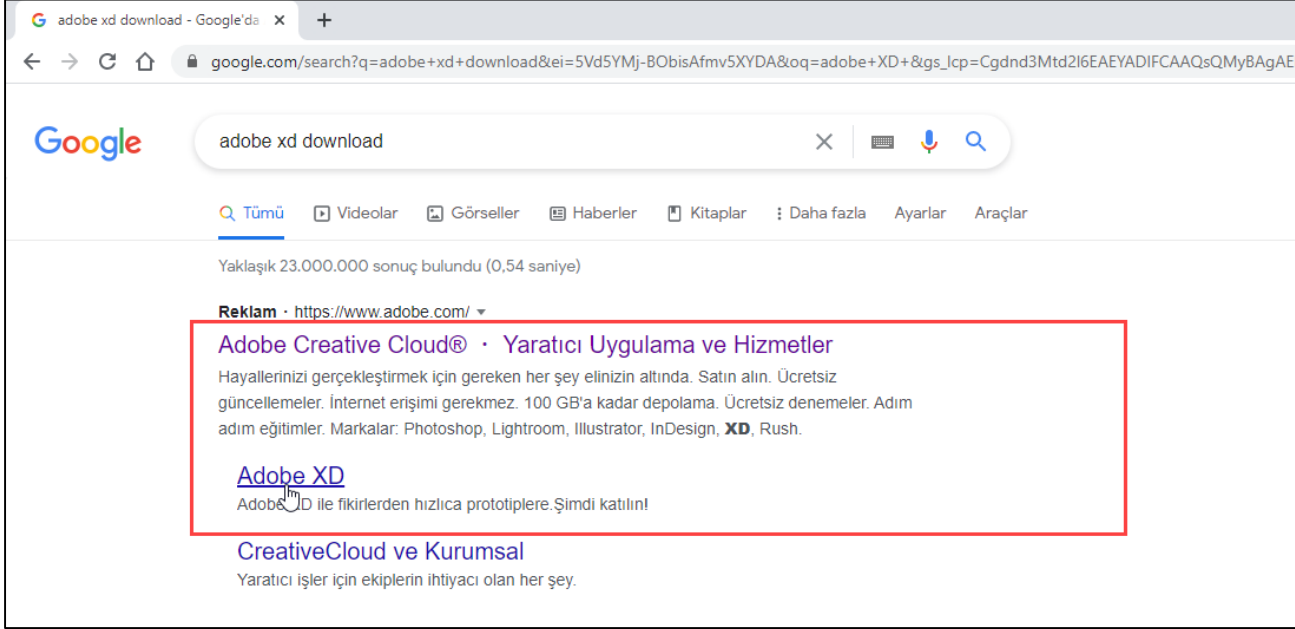 adobe xd download - Google'da
google.com/search?q=adobe+xd+download&ei=5Vd5YMj-BObisAfmv5XYDA&oq=adobe+XD+&gs_lcp=Cgdnd3Mtd2l6EAEYADIFCAAQsQMyBAgAE
Google
adobe xd download
Tümü Videolar Görseller Haberler Kitaplar Daha fazla Ayarlar Araçlar
Yaklaşık 23.000.000 sonuç bulundu (0,54 saniye)
Reklam · https://www.adobe.com/
Adobe Creative Cloud® · Yaratıcı Uygulama ve Hizmetler
Hayallerinizi gerçekleştirmek için gereken her şey elinizin altında. Satın alın. Ücretsiz
güncellemeler. İnternet erişimi gerekmez. 100 GB'a kadar depolama. Ücretsiz denemeler. Adım
adım eğitimler. Markalar: Photoshop, Lightroom, Illustrator, InDesign, XD, Rush.
Adobe XD
Adobe XD ile fikirlerden hızlıca prototiplere.Şimdi katılın!
CreativeCloud ve Kurumsal
Yaratıcı işler için ekiplerin ihtiyacı olan her şey.